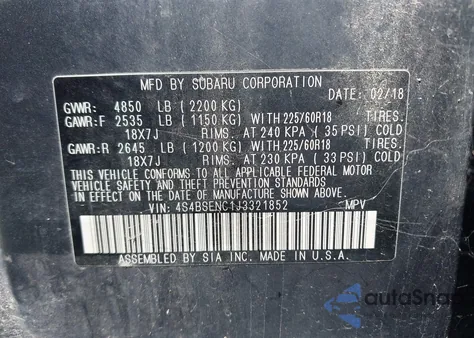 MFD BY SUBARU CORPORATION
DATE: 02/18
GVWR: 4850 LB (2200 KG)
GAWR:F 2535 LB (1150 KG) WITH 225/60R18 TIRES.
18X7J RIMS. AT 240 KPA (35 PSI) COLD
GAWR:R 2645 LB (1200 KG) WITH 225/60R18 TIRES.
18X7J RIMS. AT 230 KPA (33 PSI) COLD
THIS VEHICLE CONFORMS TO ALL APPLICABLE FEDERAL MOTOR
VEHICLE SAFETY, BUMPER, AND THEFT PREVENTION
STANDARDS IN EFFECT ON THE DATE OF MANUFACTURE
SHOWN ABOVE.
VIN: 4S4BSENC1J3321852 MPV
ASSEMBLED BY SIA INC. MADE IN U.S.A.